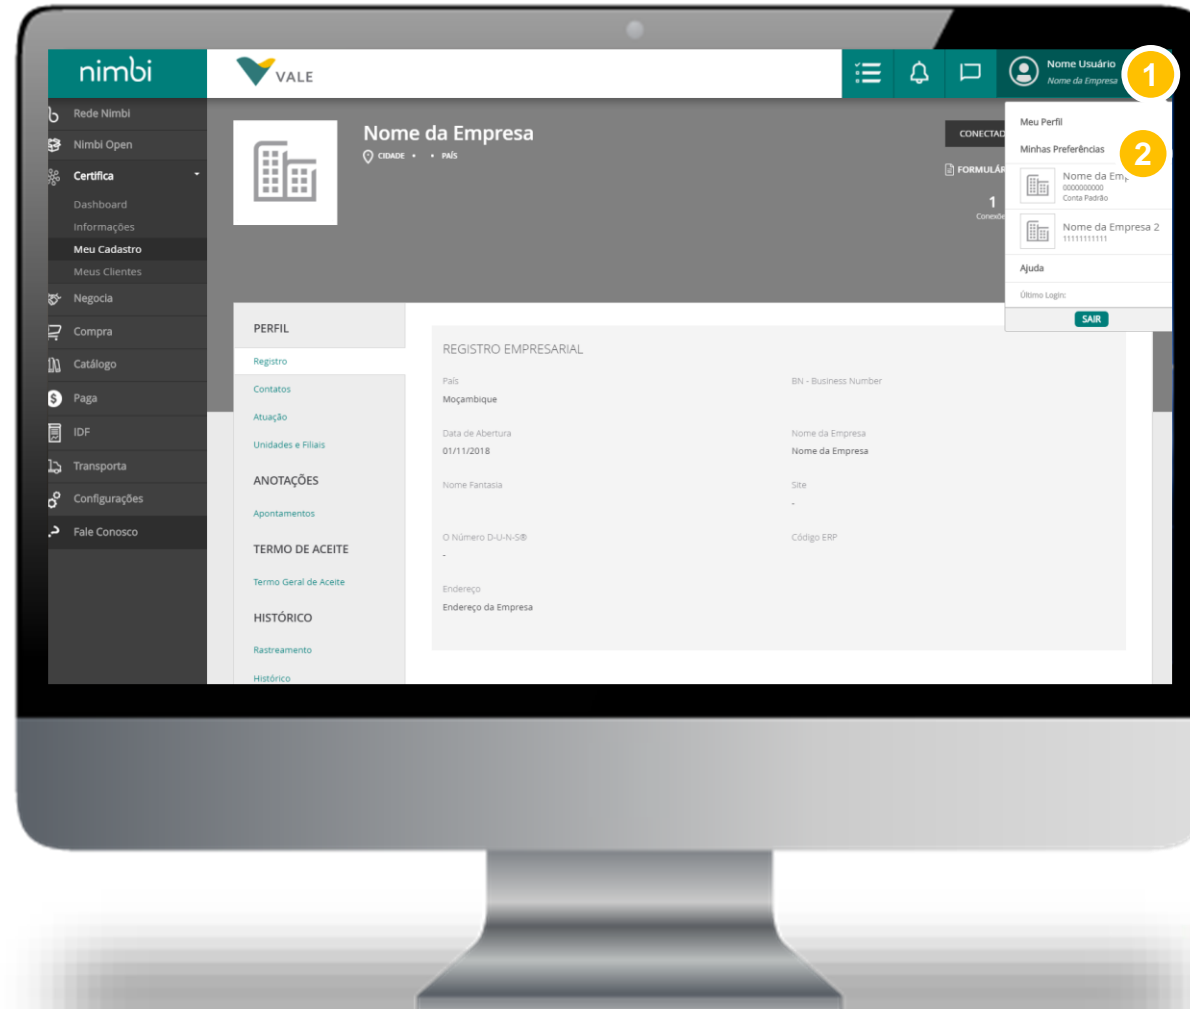 nimbi
VALE
Nome Usuário
Nome da Empresa
1
Rede Nimbi
Nimbi Open
Certifica
Dashboard
Informações
Meu Cadastro
Meus Clientes
Negocia
Compra
Catálogo
Paga
IDF
Transporta
Configurações
Fale Conosco
Nome da Empresa
CIDADE • • PAÍS
CONECTAD
FORMULÁR
1
Conexõe
Meu Perfil
Minhas Preferências
2
Nome da Emp
0000000000
Conta Padrão
Nome da Empresa 2
11111111111
Ajuda
Último Login:
SAIR
PERFIL
Registro
Contatos
Atuação
Unidades e Filiais
ANOTAÇÕES
Apontamentos
TERMO DE ACEITE
Termo Geral de Aceite
HISTÓRICO
Rastreamento
Histórico
REGISTRO EMPRESARIAL
País
Moçambique
BN - Business Number
Data de Abertura
01/11/2018
Nome da Empresa
Nome da Empresa
Nome Fantasia
Site
-
O Número D-U-N-S®
-
Código ERP
Endereço
Endereço da Empresa